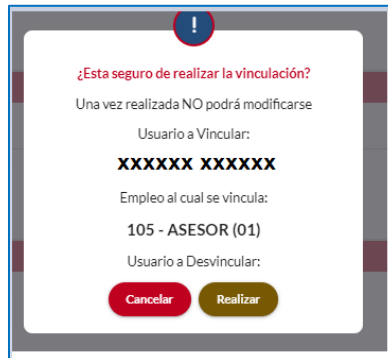 !
¿Esta seguro de realizar la vinculación?
Una vez realizada NO podrá modificarse
Usuario a Vincular:
XXXXXX XXXXXX
Empleo al cual se vincula:
105 - ASESOR (01)
Usuario a Desvincular:
Cancelar Realizar